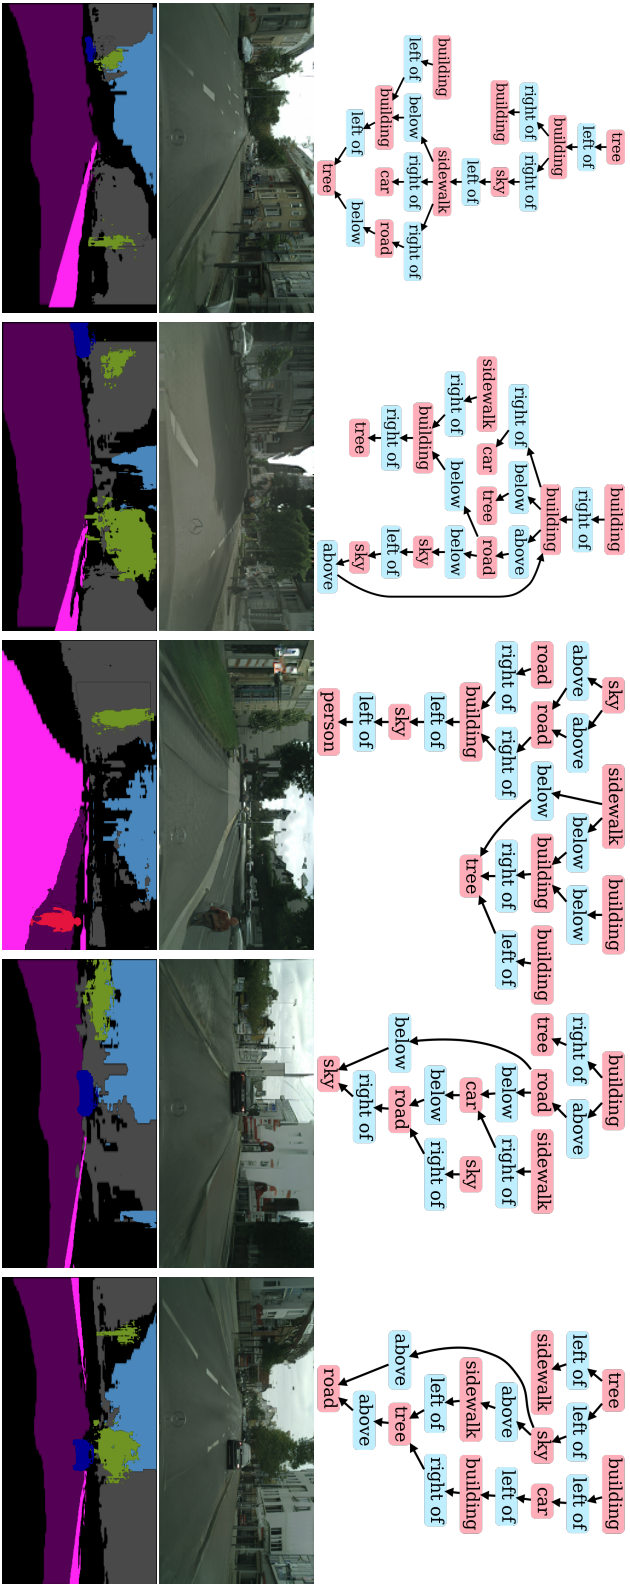 tree
left of
building
right of right of
building sky
left of
building sidewalk
left of below right of right of
building car road
left of below
tree
building
right of
building
right of below above
sidewalk car tree road
right of below below
building sky
right of left of
tree sky
above
sky sidewalk building
above above below below
road road below building building
right of right of right of left of
building tree
left of
sky
left of
person
building
right of above
tree road sidewalk
below right of
car sky
below right of
below road
right of
sky
tree building
left of left of left of
sidewalk sky car
above left of
sidewalk building
left of right of
above tree
above
road